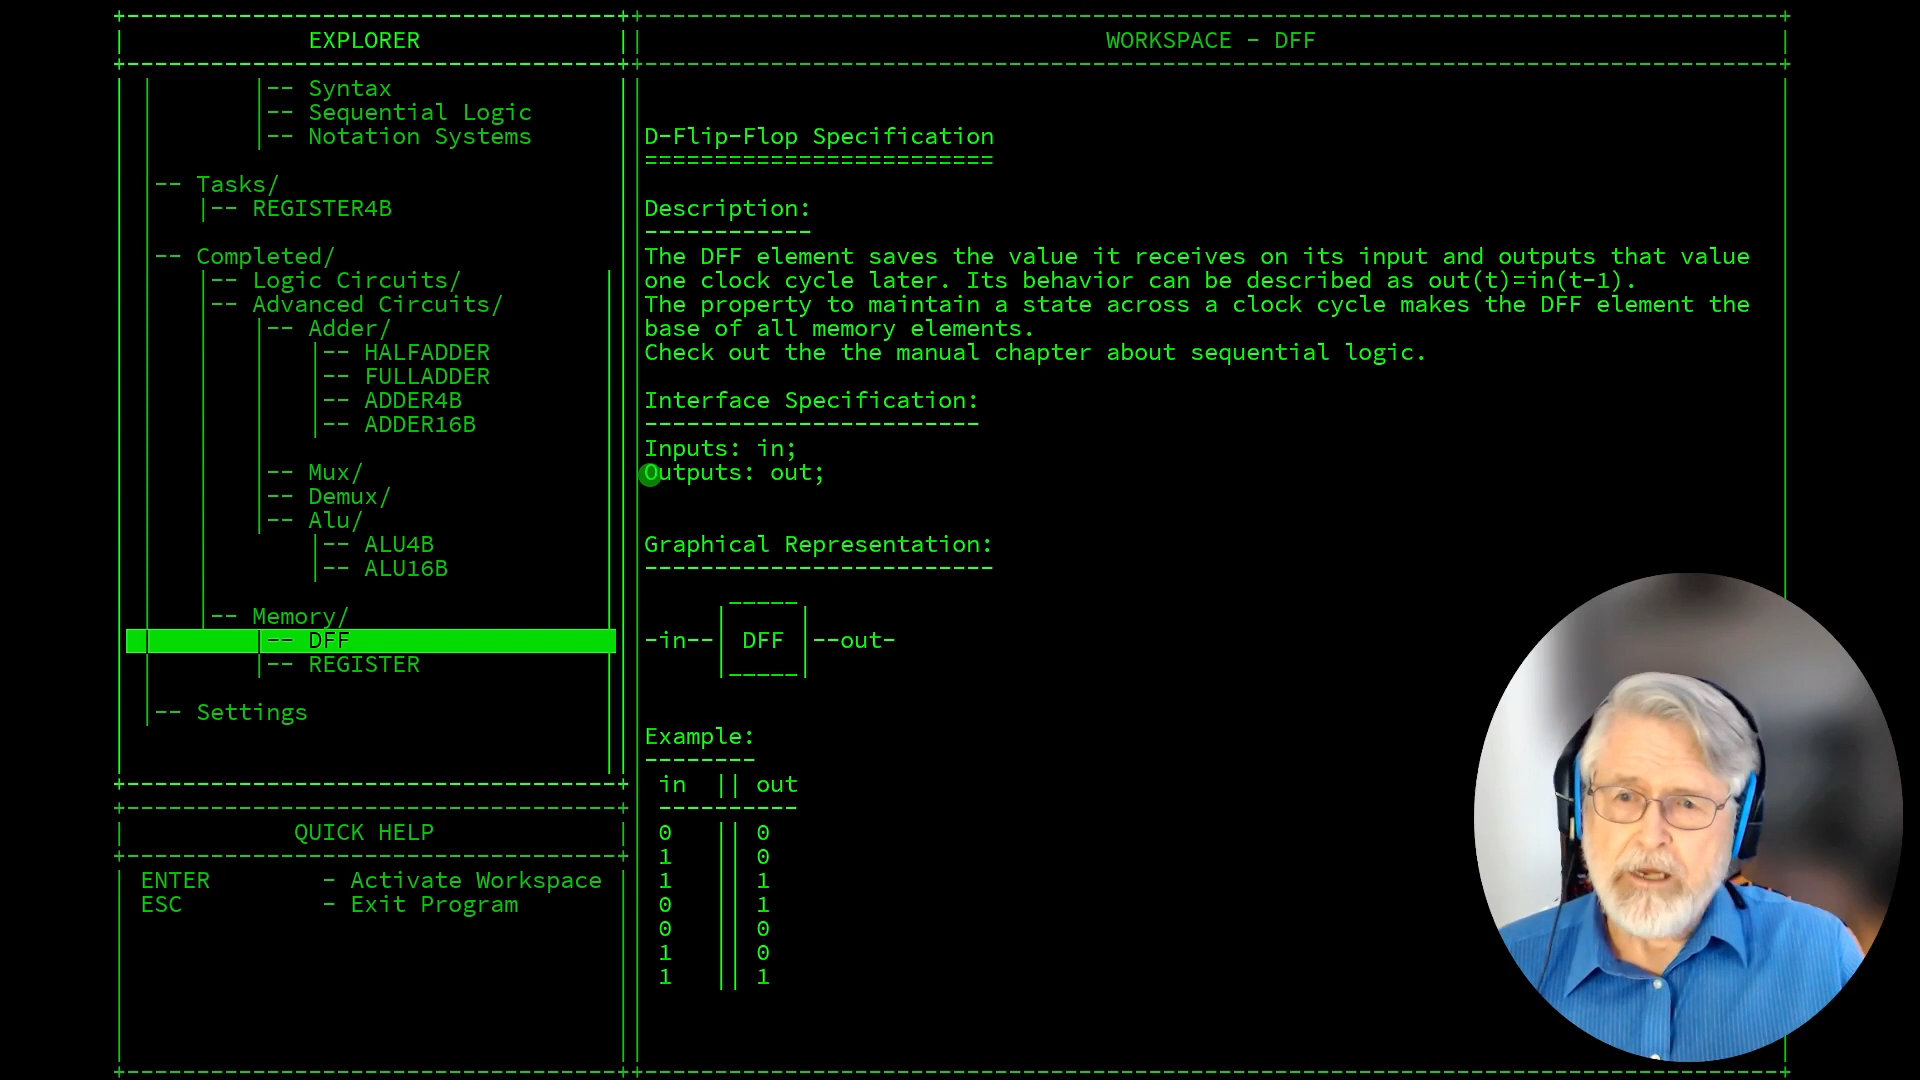 EXPLORER
|-- Syntax
|-- Sequential Logic
|-- Notation Systems
|-- Tasks/
|-- REGISTER4B
|-- Completed/
|-- Logic Circuits/
|-- Advanced Circuits/
|-- Adder/
|-- HALFADDER
|-- FULLADDER
|-- ADDER4B
|-- ADDER16B
|-- Mux/
|-- Demux/
|-- Alu/
|-- ALU4B
|-- ALU16B
|-- Memory/
|-- DFF
|-- REGISTER
|-- Settings
QUICK HELP
ENTER - Activate Workspace
ESC - Exit Program
WORKSPACE - DFF
D-Flip-Flop Specification
=========================
Description:
------------
The DFF element saves the value it receives on its input and outputs that value
one clock cycle later. Its behavior can be described as out(t)=in(t-1).
The property to maintain a state across a clock cycle makes the DFF element the
base of all memory elements.
Check out the the manual chapter about sequential logic.
Interface Specification:
------------------------
Inputs: in;
Outputs: out;
Graphical Representation:
-------------------------
-in--| DFF |--out-
Example:
--------
in || out
----------
0 || 0
1 || 0
1 || 1
0 || 1
0 || 0
1 || 0
1 || 1